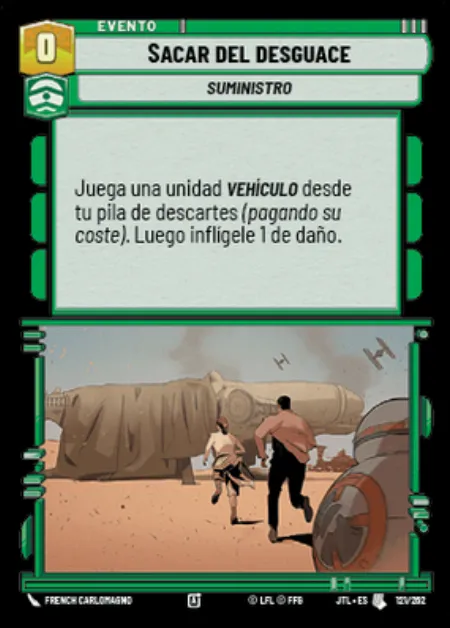 EVENTO
0
SACAR DEL DESGUACE
SUMINISTRO
Juega una unidad VEHÍCULO desde
tu pila de descartes (pagando su
coste). Luego inflígele 1 de daño.
FRENCH CARLOMAGNO
© LFL © FFG
JTL • ES
121/262